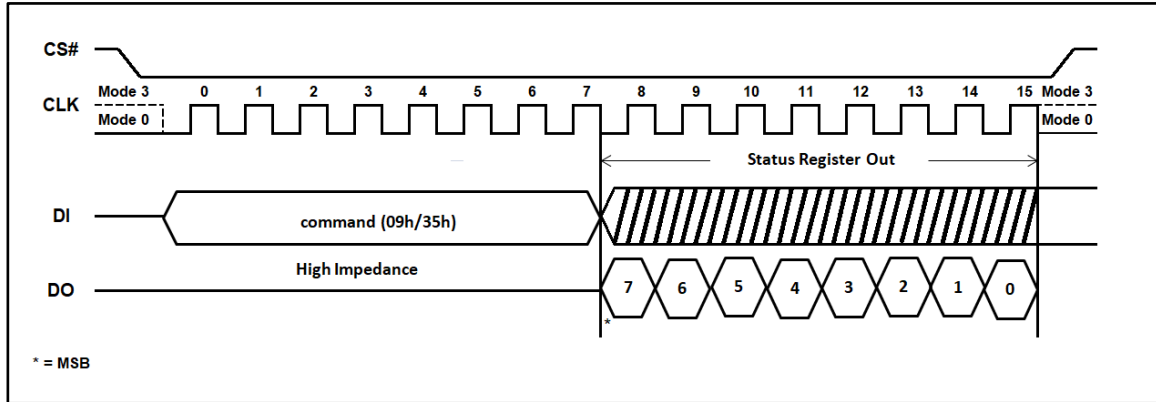 CS#
Mode 3 0 1 2 3 4 5 6 7 8 9 10 11 12 13 14 15 Mode 3
CLK
Mode 0 Mode 0
Status Register Out
DI command (09h/35h)
High Impedance
DO 7 6 5 4 3 2 1 0
*
* = MSB